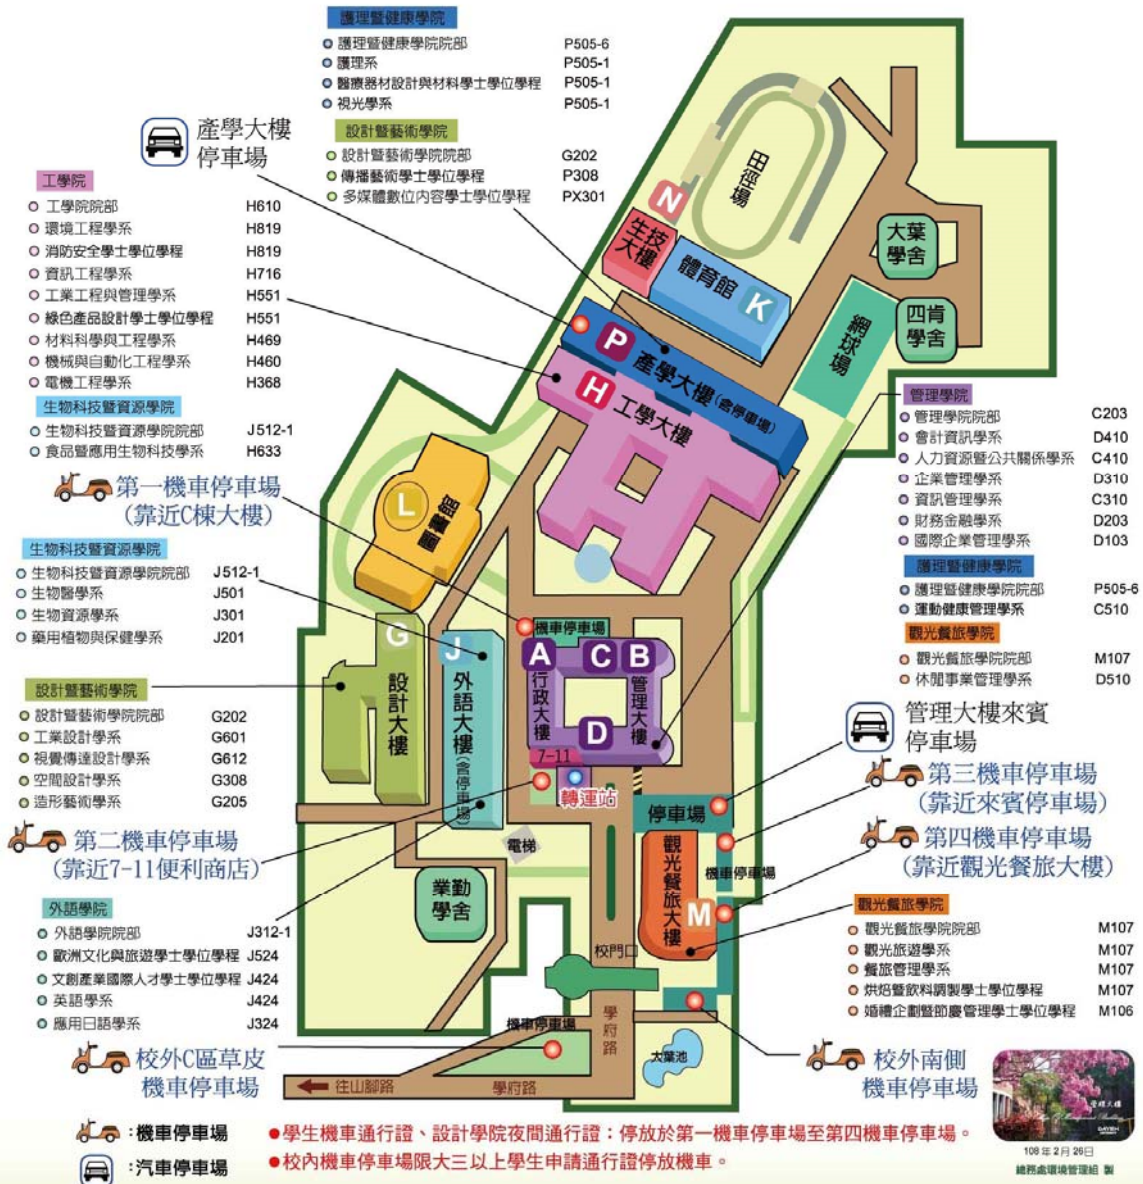 護理暨健康學院
護理暨健康學院院部 P505-6
護理系 P505-1
醫療器材設計與材料學士學位學程 P505-1
視光學系 P505-1
設計暨藝術學院
設計暨藝術學院院部 G202
傳播藝術學士學位學程 P308
多媒體數位內容學士學位學程 PX301
產學大樓
停車場
工學院
工學院院部 H610
環境工程學系 H819
消防安全學士學位學程 H819
資訊工程學系 H716
工業工程與管理學系 H551
綠色產品設計學士學位學程 H551
材料科學與工程學系 H469
機械與自動化工程學系 H460
電機工程學系 H368
生物科技暨資源學院
生物科技暨資源學院院部 J512-1
食品暨應用生物科技學系 H633
第一機車停車場
(靠近C棟大樓)
生物科技暨資源學院
生物科技暨資源學院院部 J512-1
生物醫學系 J501
生物資源學系 J301
藥用植物與保健學系 J201
設計暨藝術學院
設計暨藝術學院院部 G202
工業設計學系 G601
視覺傳達設計學系 G612
空間設計學系 G308
造形藝術學系 G205
第二機車停車場
(靠近7-11便利商店)
外語學院
外語學院院部 J312-1
歐洲文化與旅遊學士學位學程 J524
文創產業國際人才學士學位學程 J424
英語學系 J424
應用日語學系 J324
校外C區草皮
機車停車場
田徑場
N
生技大樓
體育館
K
大葉學舍
四肯學舍
網球場
P
產學大樓(含停車場)
H
工學大樓
L
圖書館
G
設計大樓
J
外語大樓(含停車場)
機車停車場
A
行政大樓
C
B
管理大樓
D
7-11
轉運站
停車場
電梯
業勤學舍
觀光餐旅大樓
M
機車停車場
校門口
學府路
機車停車場
大葉池
往山腳路
學府路
管理學院
管理學院院部 C203
會計資訊學系 D410
人力資源暨公共關係學系 C410
企業管理學系 D310
資訊管理學系 C310
財務金融學系 D203
國際企業管理學系 D103
護理暨健康學院
護理暨健康學院院部 P505-6
運動健康管理學系 C510
觀光餐旅學院
觀光餐旅學院院部 M107
休閒事業管理學系 D510
管理大樓來賓
停車場
第三機車停車場
(靠近來賓停車場)
第四機車停車場
(靠近觀光餐旅大樓)
觀光餐旅學院
觀光餐旅學院院部 M107
觀光旅遊學系 M107
餐旅管理學系 M107
烘焙暨飲料調製學士學位學程 M107
婚禮企劃暨節慶管理學士學位學程 M106
校外南側
機車停車場
:機車停車場
:汽車停車場
●學生機車通行證、設計學院夜間通行證:停放於第一機車停車場至第四機車停車場。
●校內機車停車場限大三以上學生申請通行證停放機車。
管理大樓
108 年 2 月 26日
總務處環境管理組 製